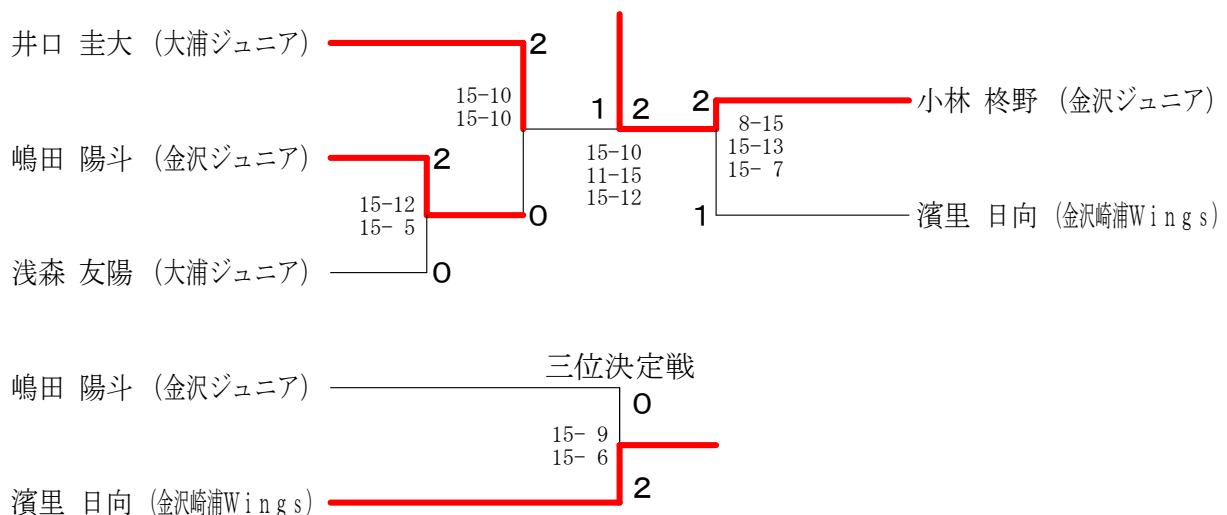 井口 圭大 (大浦ジュニア)
2
15-10
15-10
嶋田 陽斗 (金沢ジュニア)
2
15-12
15- 5
0
浅森 友陽 (大浦ジュニア)
0
1
2
15-10
11-15
15-12
2
小林 柊野 (金沢ジュニア)
8-15
15-13
15- 7
1
濱里 日向 (金沢崎浦Wings)
三位決定戦
嶋田 陽斗 (金沢ジュニア)
0
15- 9
15- 6
2
濱里 日向 (金沢崎浦Wings)